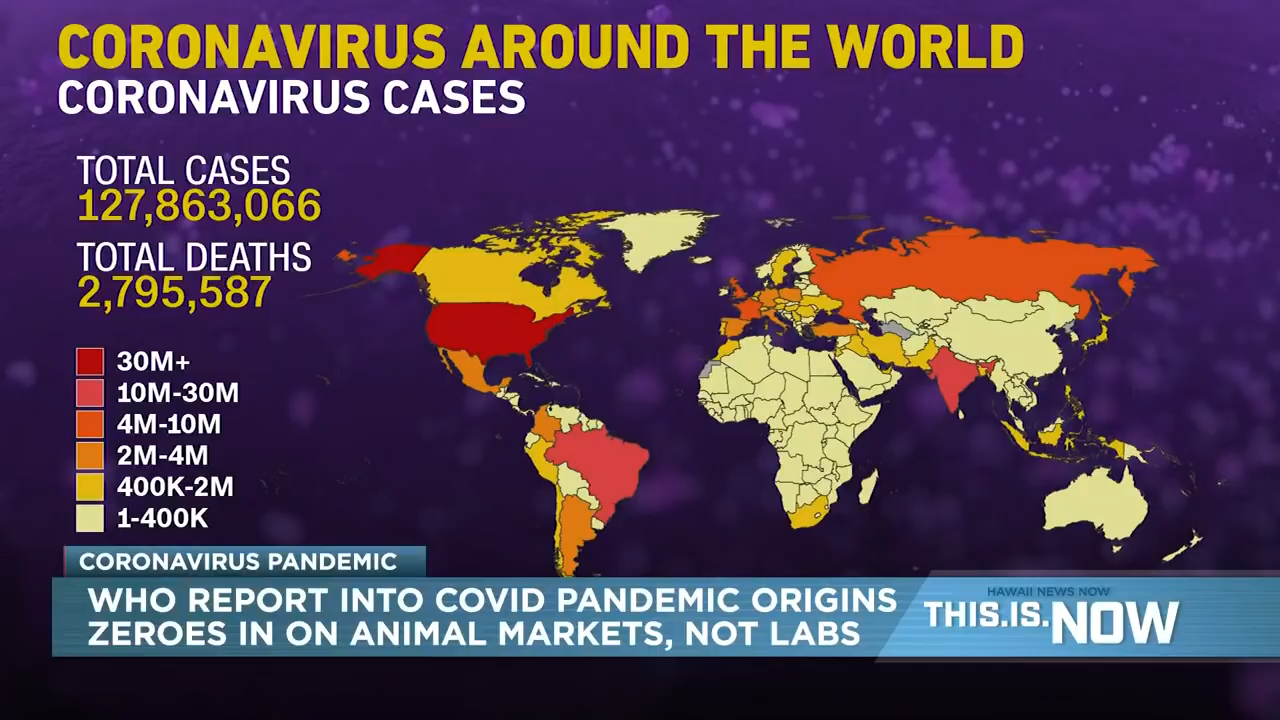 CORONAVIRUS AROUND THE WORLD
CORONAVIRUS CASES
TOTAL CASES
127,863,066
TOTAL DEATHS
2,795,587
30M+
10M-30M
4M-10M
2M-4M
400K-2M
1-400K
CORONAVIRUS PANDEMIC
WHO REPORT INTO COVID PANDEMIC ORIGINS
ZEROES IN ON ANIMAL MARKETS, NOT LABS
HAWAII NEWS NOW
THIS.IS.NOW